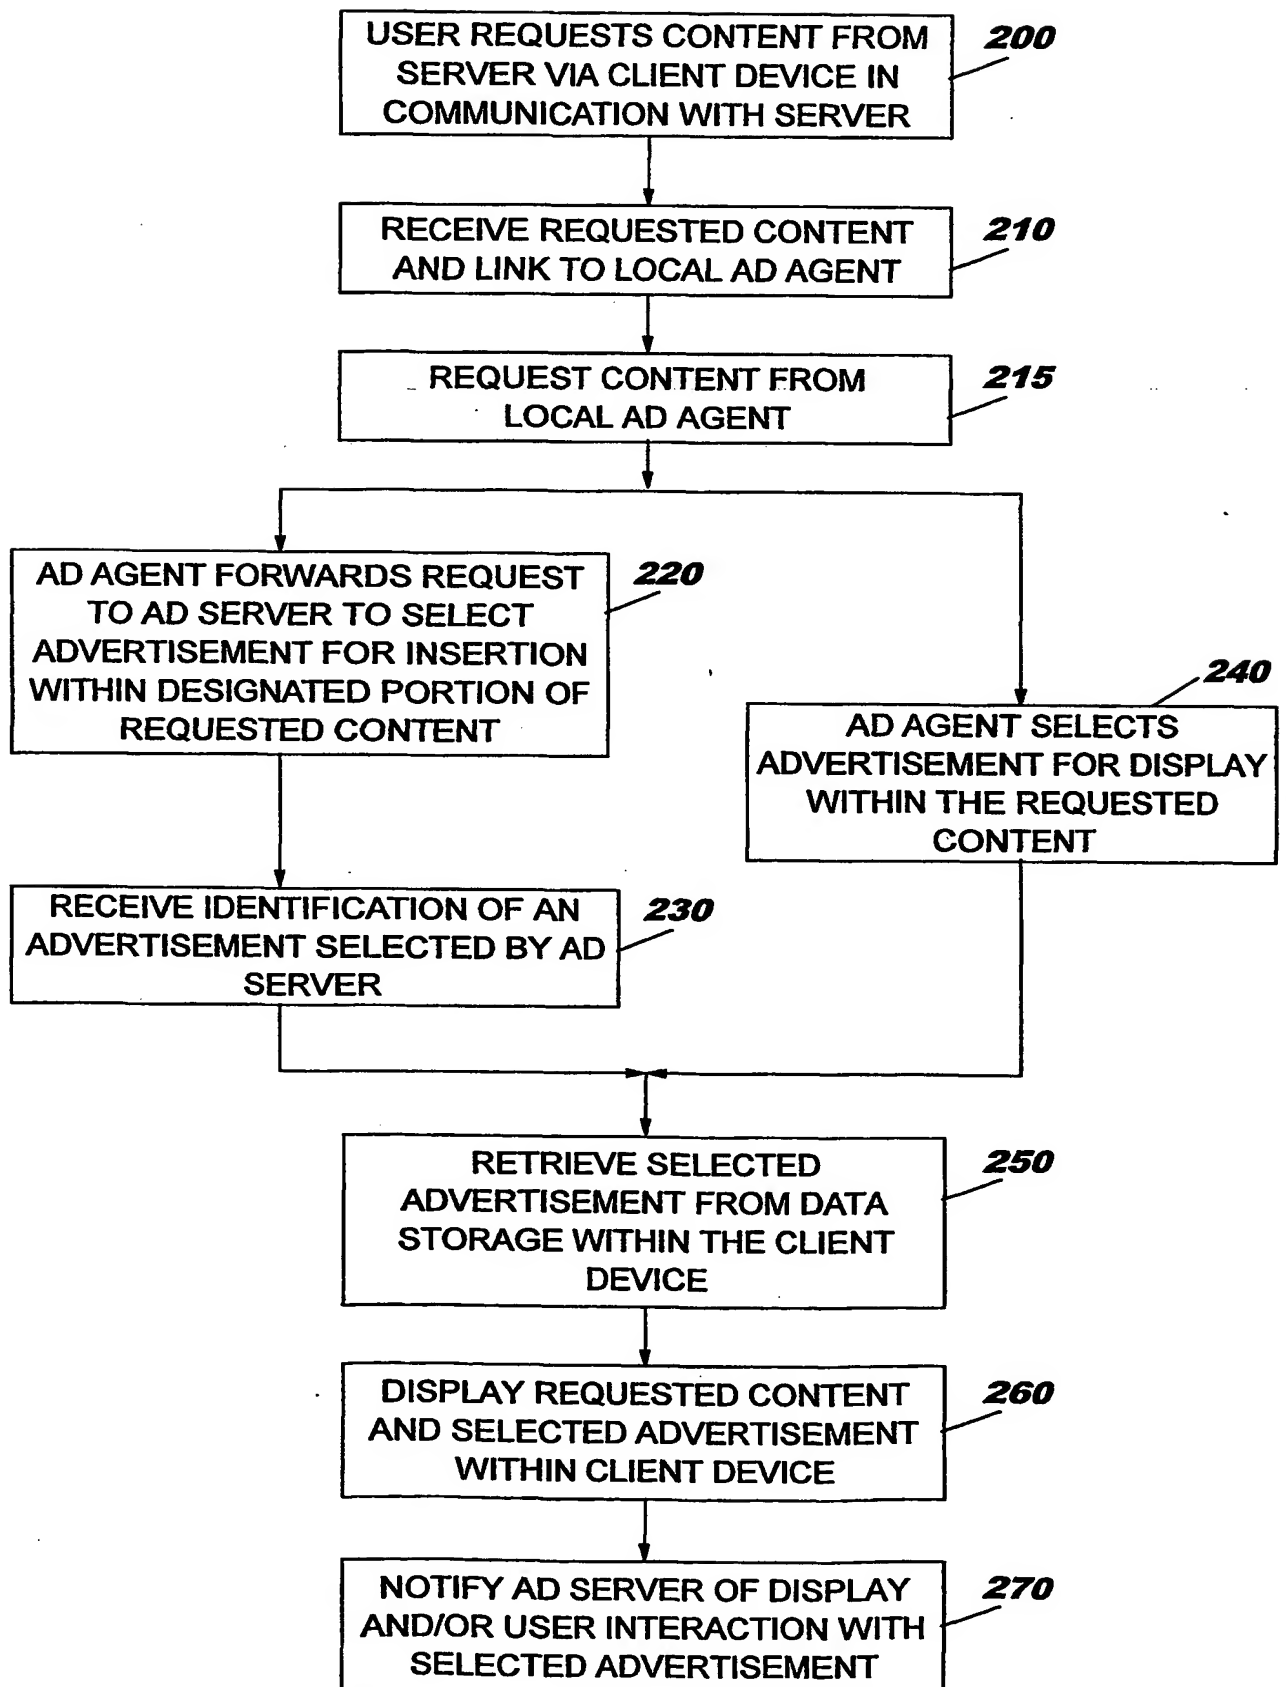 USER REQUESTS CONTENT FROM
SERVER VIA CLIENT DEVICE IN
COMMUNICATION WITH SERVER
200
RECEIVE REQUESTED CONTENT
AND LINK TO LOCAL AD AGENT
210
REQUEST CONTENT FROM
LOCAL AD AGENT
215
AD AGENT FORWARDS REQUEST
TO AD SERVER TO SELECT
ADVERTISEMENT FOR INSERTION
WITHIN DESIGNATED PORTION OF
REQUESTED CONTENT
220
240
AD AGENT SELECTS
ADVERTISEMENT FOR DISPLAY
WITHIN THE REQUESTED
CONTENT
RECEIVE IDENTIFICATION OF AN
ADVERTISEMENT SELECTED BY AD
SERVER
230
RETRIEVE SELECTED
ADVERTISEMENT FROM DATA
STORAGE WITHIN THE CLIENT
DEVICE
250
DISPLAY REQUESTED CONTENT
AND SELECTED ADVERTISEMENT
WITHIN CLIENT DEVICE
260
NOTIFY AD SERVER OF DISPLAY
AND/OR USER INTERACTION WITH
SELECTED ADVERTISEMENT
270